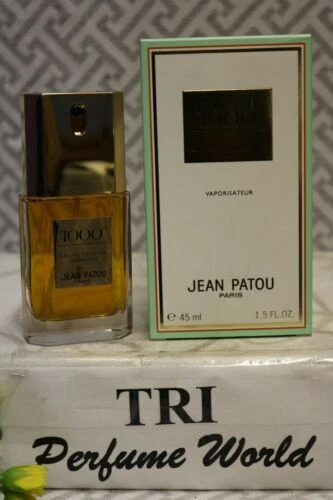 1000
EAU DE TOILETTE
JEAN PATOU
PARIS
1000
VAPORISATEUR
JEAN PATOU
PARIS
e 45 ml
1.5 FL.OZ.
TRI
Perfume World